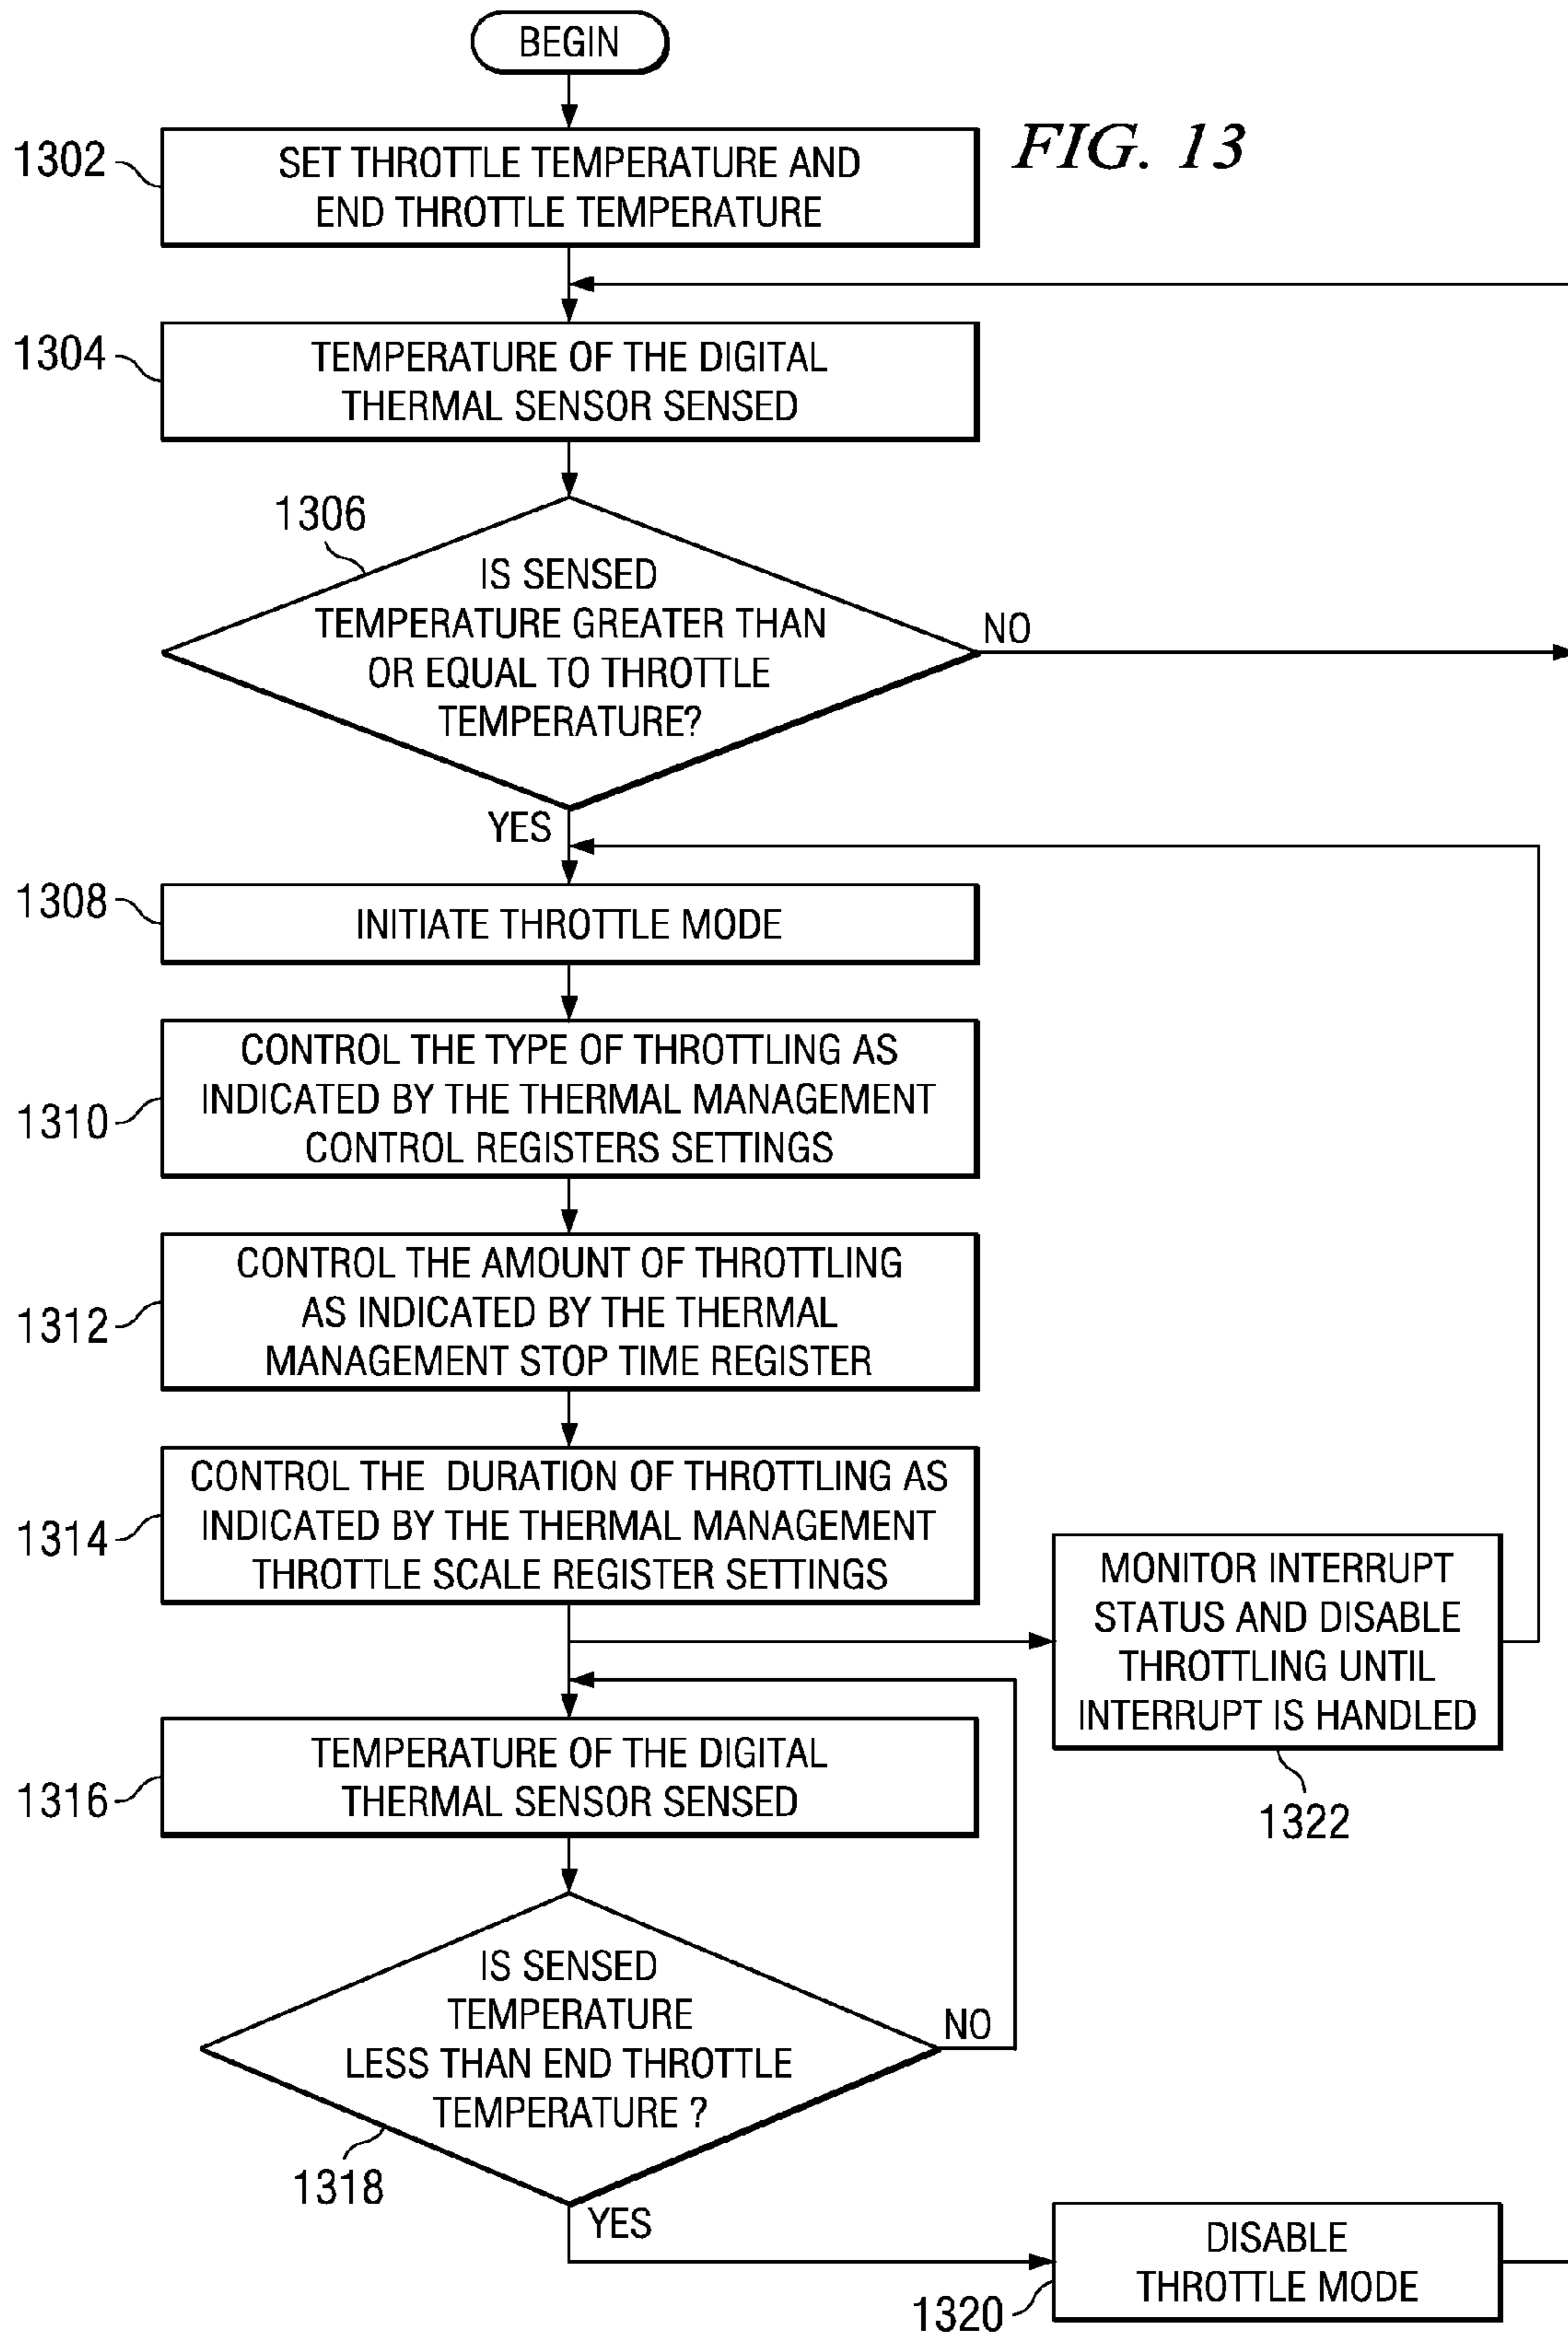 BEGIN
FIG. 13
1302
SET THROTTLE TEMPERATURE AND
END THROTTLE TEMPERATURE
1304
TEMPERATURE OF THE DIGITAL
THERMAL SENSOR SENSED
1306
IS SENSED
TEMPERATURE GREATER THAN
OR EQUAL TO THROTTLE
TEMPERATURE?
NO
YES
1308
INITIATE THROTTLE MODE
1310
CONTROL THE TYPE OF THROTTLING AS
INDICATED BY THE THERMAL MANAGEMENT
CONTROL REGISTERS SETTINGS
1312
CONTROL THE AMOUNT OF THROTTLING
AS INDICATED BY THE THERMAL
MANAGEMENT STOP TIME REGISTER
1314
CONTROL THE DURATION OF THROTTLING AS
INDICATED BY THE THERMAL MANAGEMENT
THROTTLE SCALE REGISTER SETTINGS
MONITOR INTERRUPT
STATUS AND DISABLE
THROTTLING UNTIL
INTERRUPT IS HANDLED
1322
1316
TEMPERATURE OF THE DIGITAL
THERMAL SENSOR SENSED
IS SENSED
TEMPERATURE
LESS THAN END THROTTLE
TEMPERATURE ?
NO
1318
YES
DISABLE
THROTTLE MODE
1320